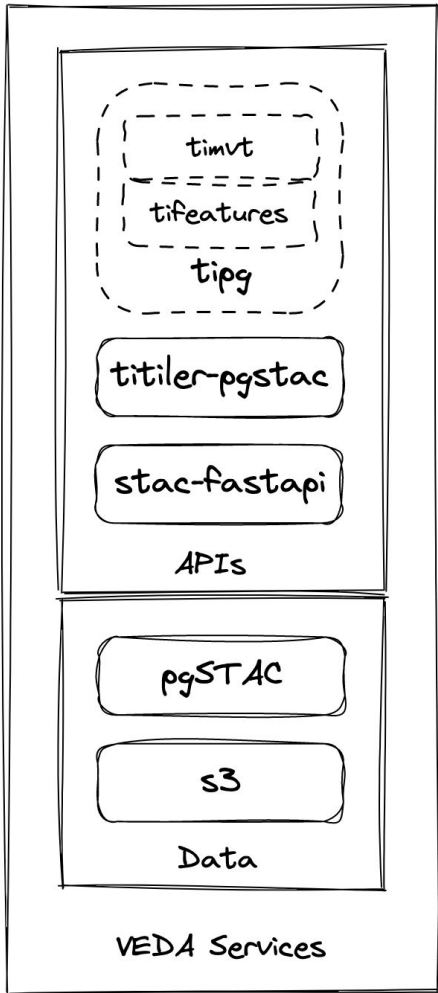 timvt
tifeatures
tipg
titiler-pgstac
stac-fastapi
APIs
pgSTAC
s3
Data
VEDA Services